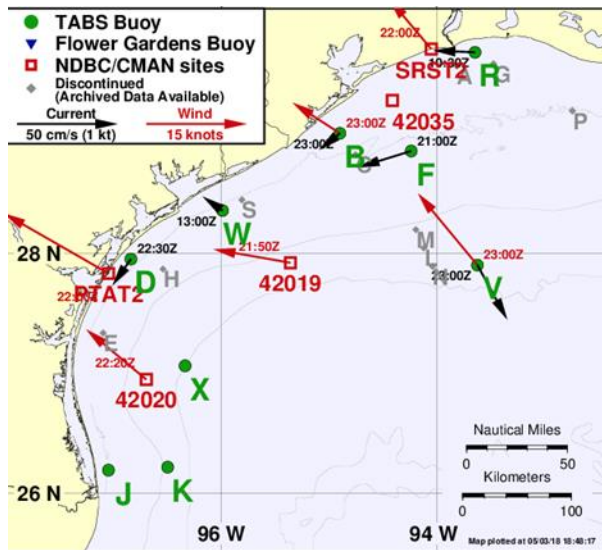 TABS Buoy
Flower Gardens Buoy
NDBC/CMAN sites
Discontinued
(Archived Data Available)
Current
Wind
50 cm/s (1 kt)
15 knots
22:00Z
SRST2
R
A
G
42035
P
23:00Z
23:00Z
B
21:00Z
F
W
S
13:00Z
M
L
N
21:50Z
42019
23:00Z
23:00Z
V
28 N
22:30Z
D
H
PTAT2
E
22:20Z
42020
X
J
K
26 N
96 W
94 W
Nautical Miles
0
50
Kilometers
0
100
Map plotted at 05/03/18 18:48:17